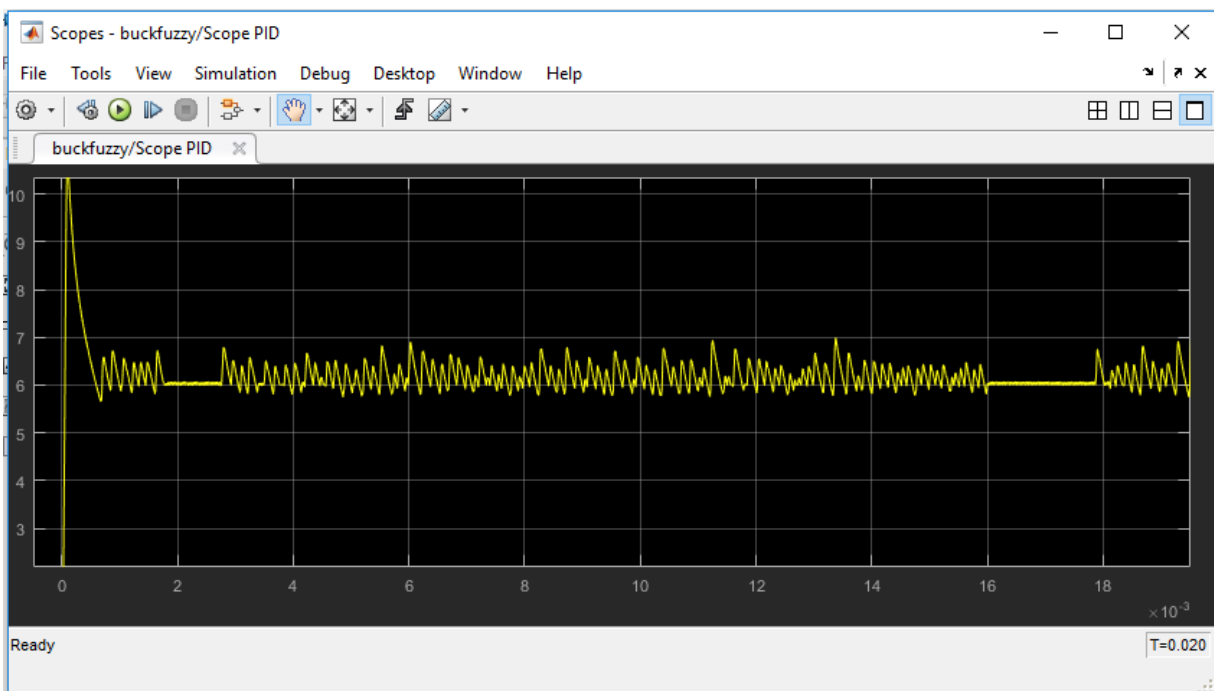 Scopes - buckfuzzy/Scope PID
File Tools View Simulation Debug Desktop Window Help
buckfuzzy/Scope PID
10
9
8
7
6
5
4
3
0 2 4 6 8 10 12 14 16 18
×10⁻³
Ready T=0.020